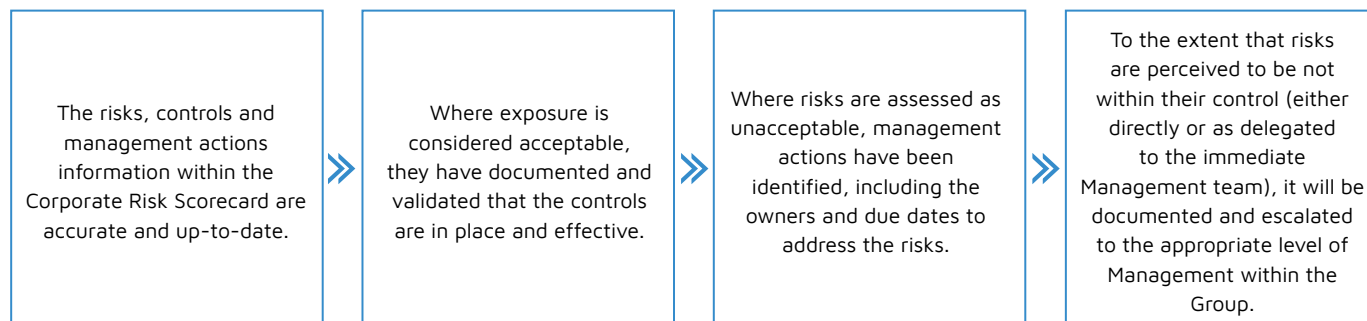 The risks, controls and
management actions
information within the
Corporate Risk Scorecard are
accurate and up-to-date.
Where exposure is
considered acceptable,
they have documented and
validated that the controls
are in place and effective.
Where risks are assessed as
unacceptable, management
actions have been
identified, including the
owners and due dates to
address the risks.
To the extent that risks
are perceived to be not
within their control (either
directly or as delegated
to the immediate
Management team), it will be
documented and escalated
to the appropriate level of
Management within the
Group.